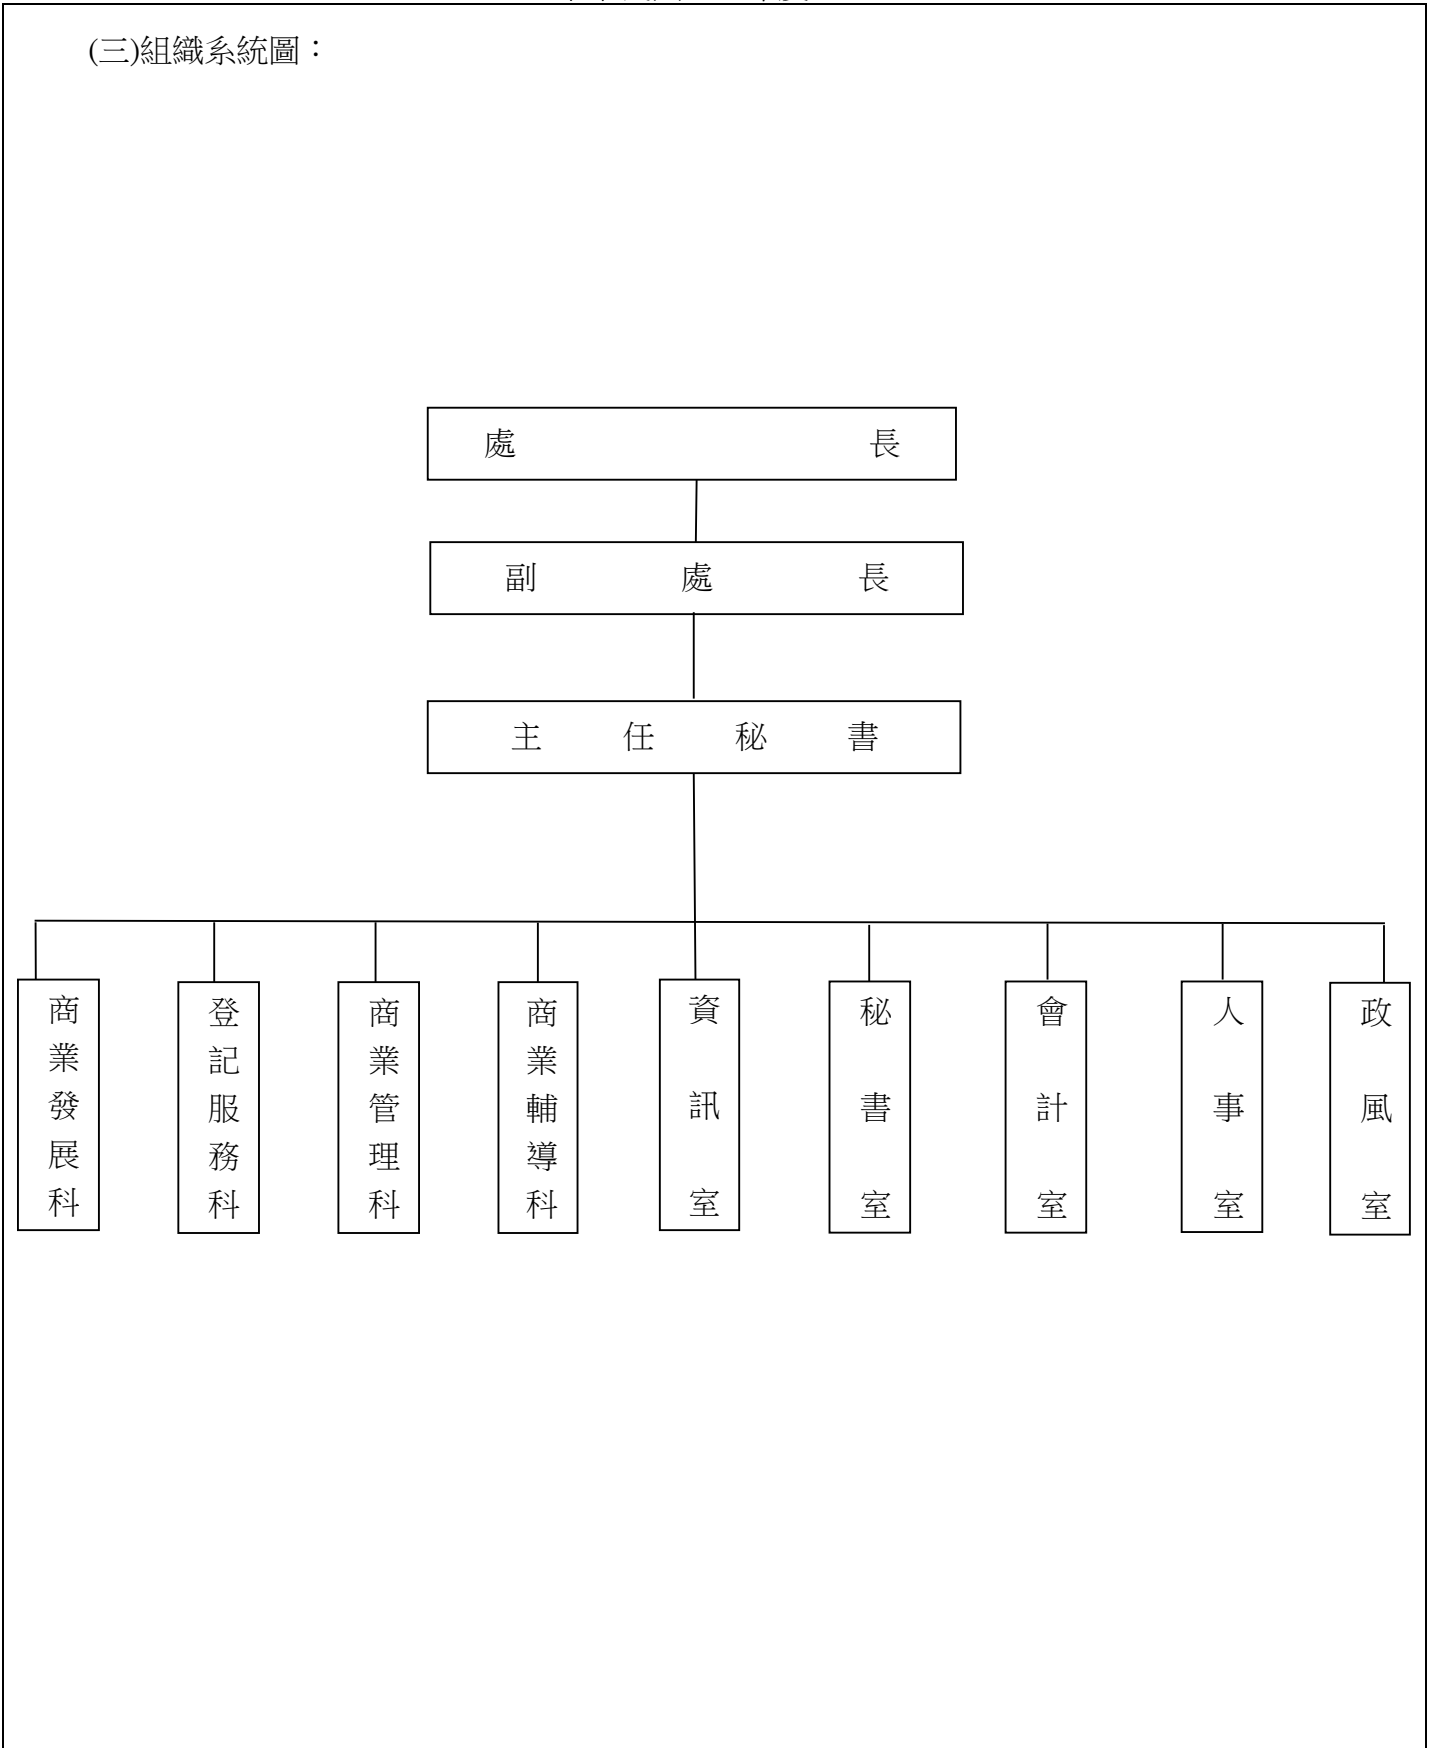 (三)組織系統圖：
處長
副處長
主任秘書
商業發展科
登記服務科
商業管理科
商業輔導科
資訊室
秘書室
會計室
人事室
政風室